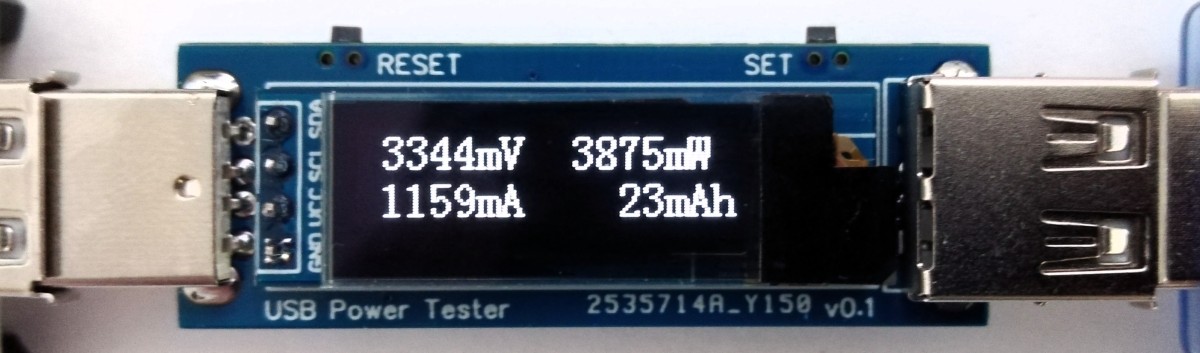 RESET SET
SDA
SCL
VCC
GND
3344mV 3875mW
1159mA 23mAh
USB Power Tester 2535714A_Y150 v0.1